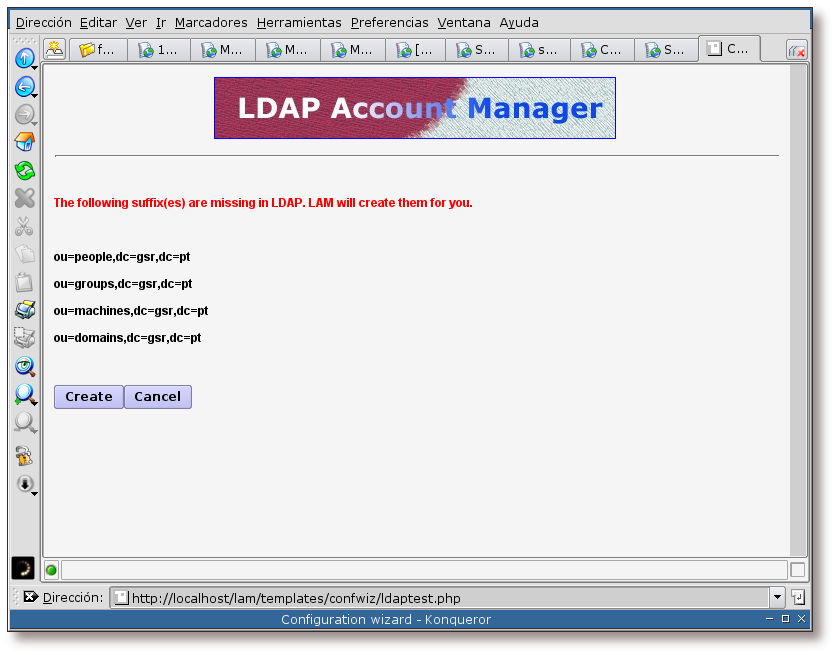 Dirección Editar Ver Ir Marcadores Herramientas Preferencias Ventana Ayuda
f... 1... M... M... M... [... S... s... C... S... C...
LDAP Account Manager
The following suffix(es) are missing in LDAP. LAM will create them for you.
ou=people,dc=gsr,dc=pt
ou=groups,dc=gsr,dc=pt
ou=machines,dc=gsr,dc=pt
ou=domains,dc=gsr,dc=pt
Create Cancel
Dirección: http://localhost/lam/templates/confwiz/ldaptest.php
Configuration wizard - Konqueror